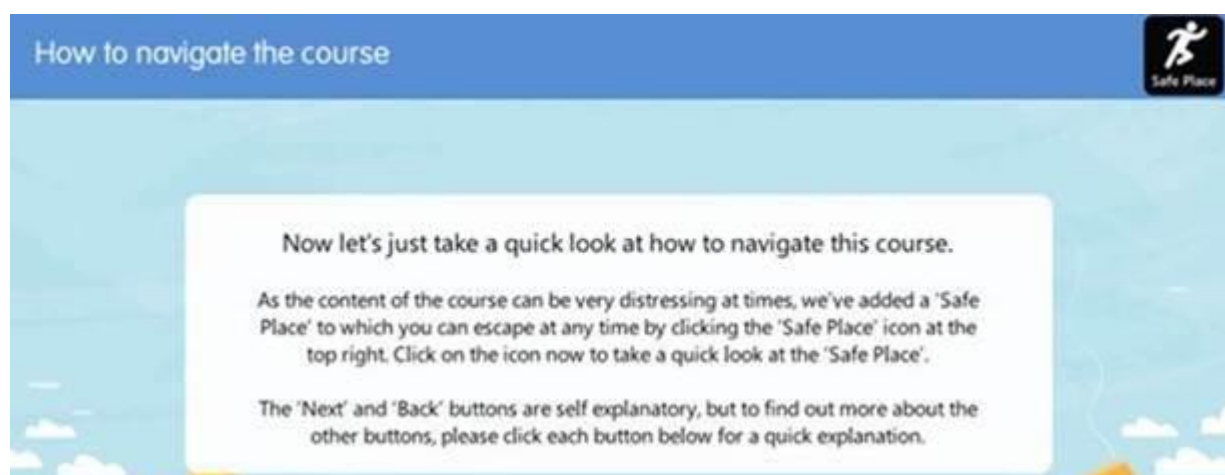 How to navigate the course
Safe Place
Now let's just take a quick look at how to navigate this course.
As the content of the course can be very distressing at times, we've added a 'Safe
Place' to which you can escape at any time by clicking the 'Safe Place' icon at the
top right. Click on the icon now to take a quick look at the 'Safe Place'.
The 'Next' and 'Back' buttons are self explanatory, but to find out more about the
other buttons, please click each button below for a quick explanation.